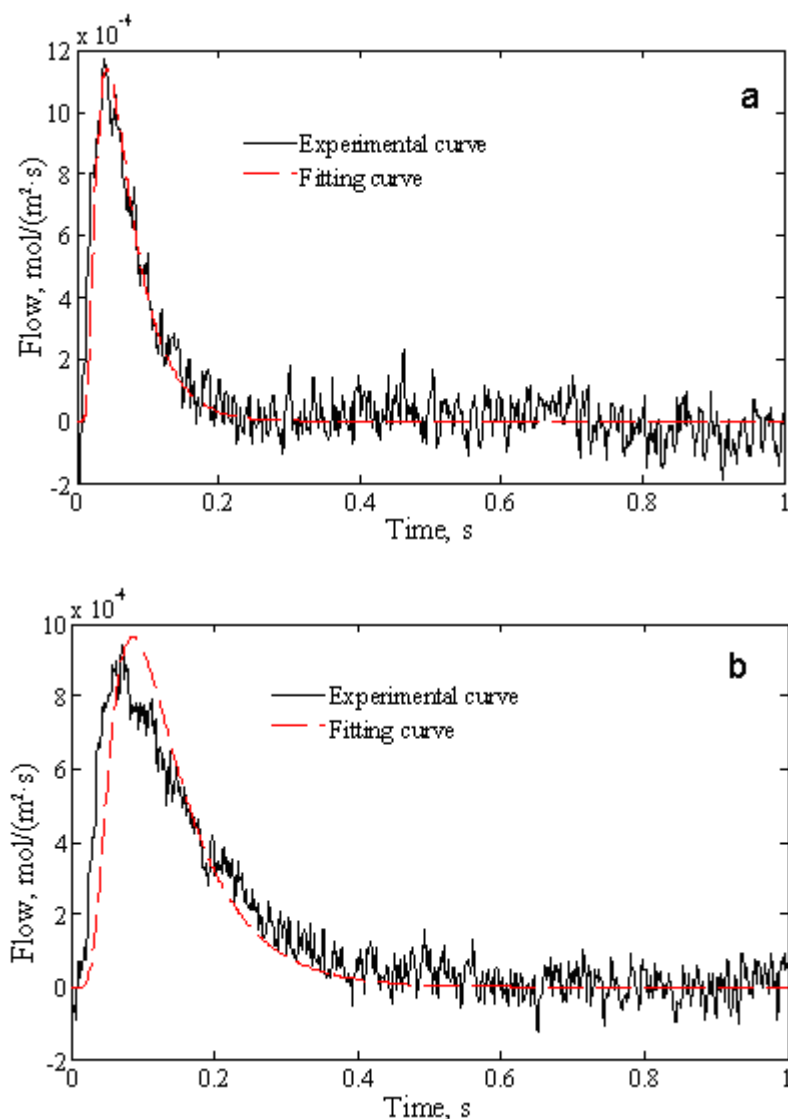 x 10⁻⁴
12
10
8
6
4
2
0
-2
Flow, mol/(m²·s)
a
Experimental curve
Fitting curve
0 0.2 0.4 0.6 0.8 1
Time, s
x 10⁻⁴
10
8
6
4
2
0
-2
Flow, mol/(m²·s)
b
Experimental curve
Fitting curve
0 0.2 0.4 0.6 0.8 1
Time, s